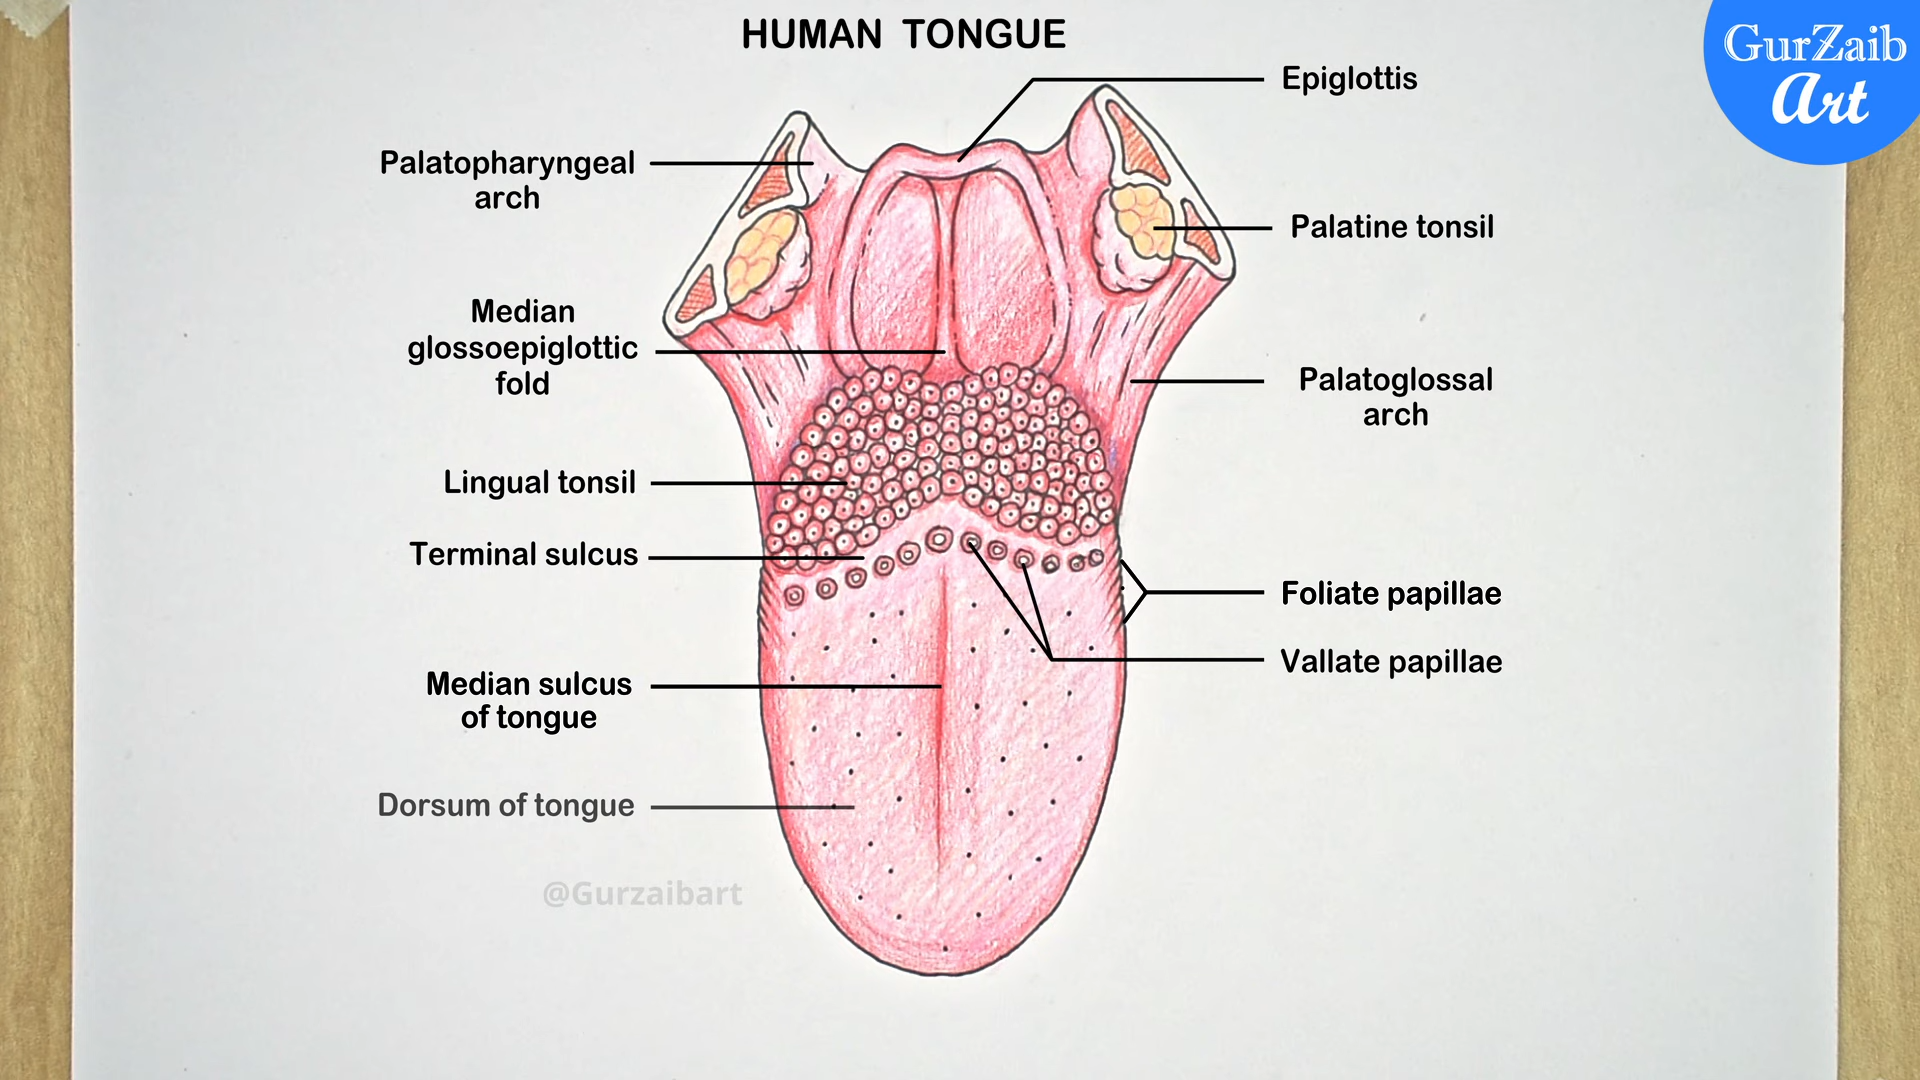 HUMAN TONGUE
GurZaib
Art
Epiglottis
Palatopharyngeal
arch
Palatine tonsil
Median
glossoepiglottic
fold
Palatoglossal
arch
Lingual tonsil
Terminal sulcus
Foliate papillae
Vallate papillae
Median sulcus
of tongue
Dorsum of tongue
@Gurzaibart